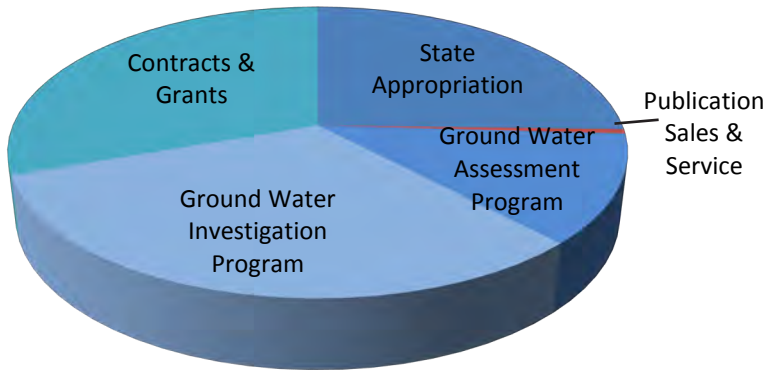 Contracts &
Grants
State
Appropriation
Publication
Sales &
Service
Ground Water
Assessment
Program
Ground Water
Investigation
Program